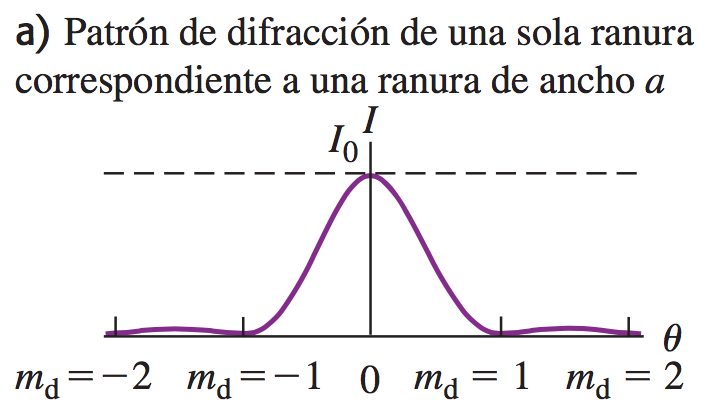 a) Patrón de difracción de una sola ranura
correspondiente a una ranura de ancho a
I
I₀
θ
m_d = −2 m_d = −1 0 m_d = 1 m_d = 2